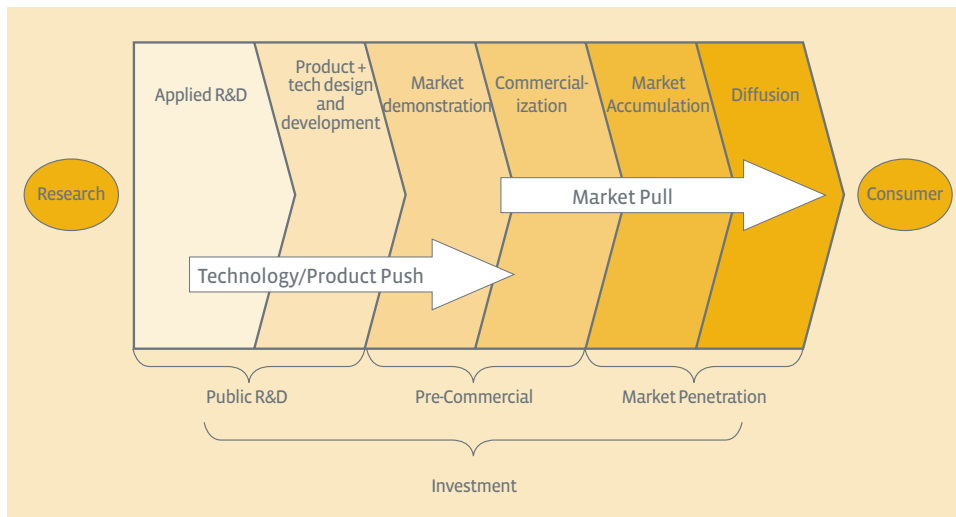 Applied R&D
Product +
tech design
and
development
Market
demonstration
Commercial-
ization
Market
Accumulation
Diffusion
Research
Market Pull
Consumer
Technology/Product Push
Public R&D
Pre-Commercial
Market Penetration
Investment